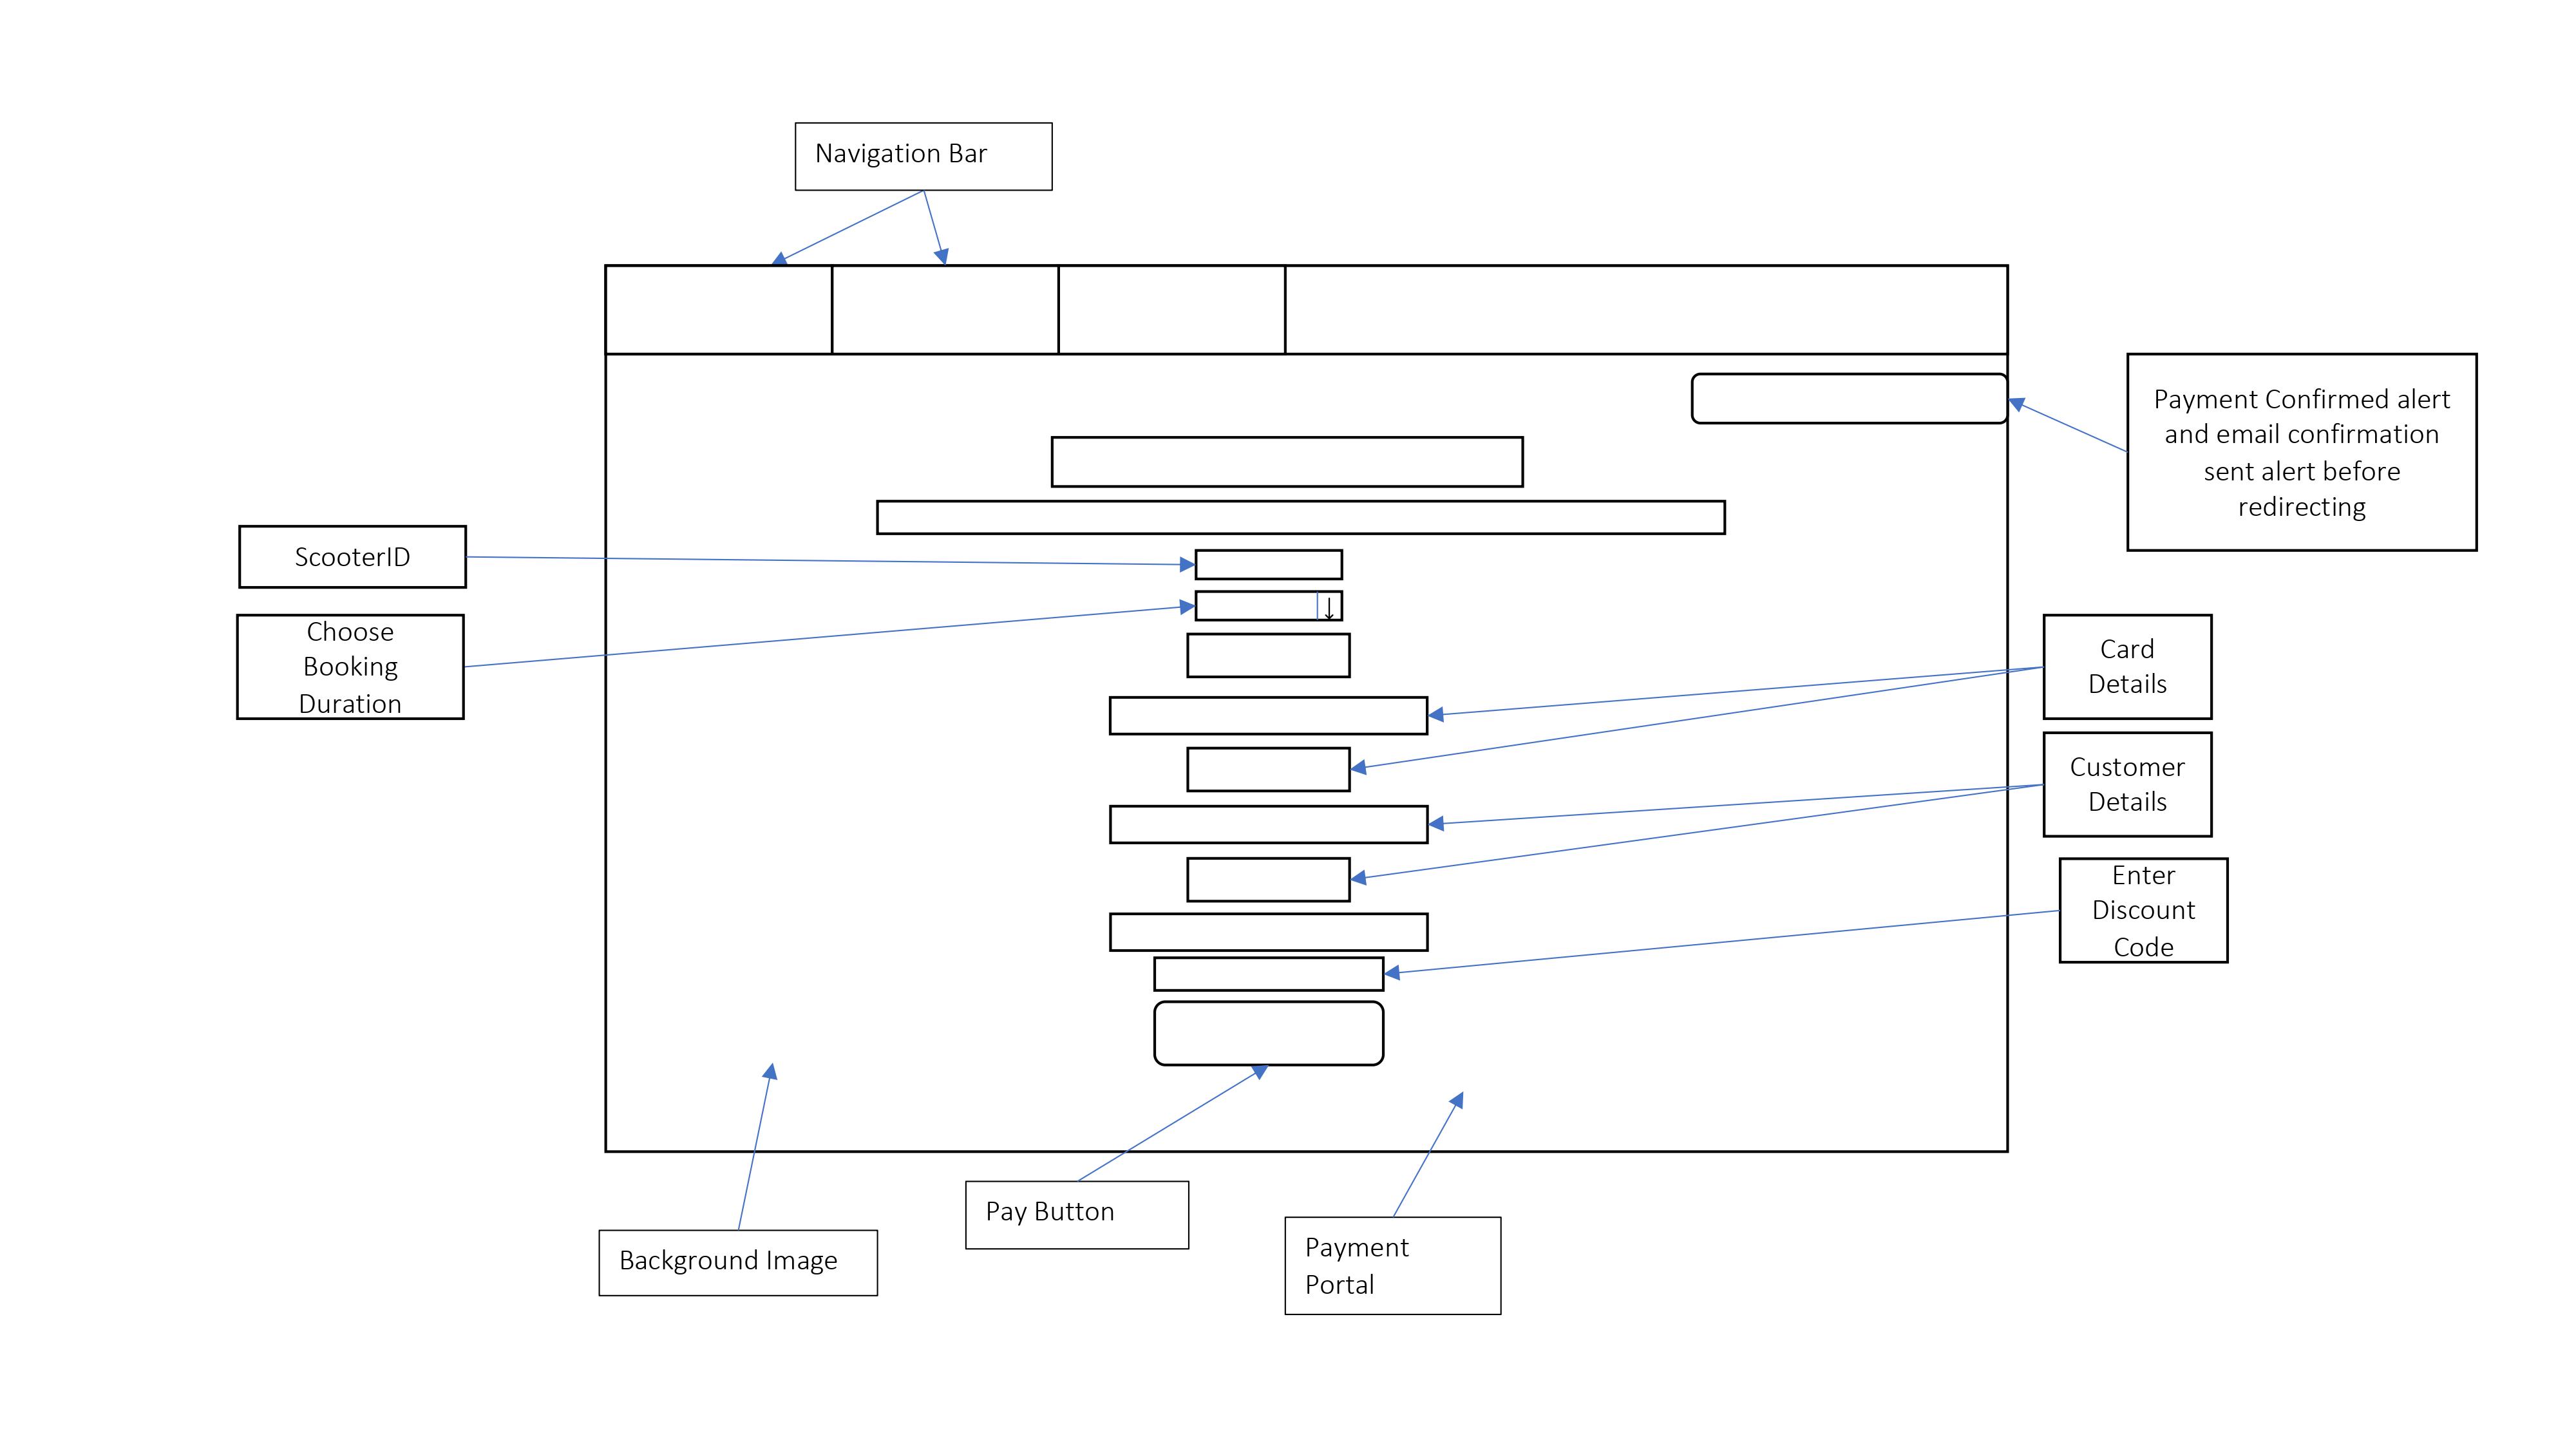 Navigation Bar
Payment Confirmed alert
and email confirmation
sent alert before
redirecting
ScooterID
Choose
Booking
Duration
↓
Card
Details
Customer
Details
Enter
Discount
Code
Pay Button
Background Image
Payment
Portal